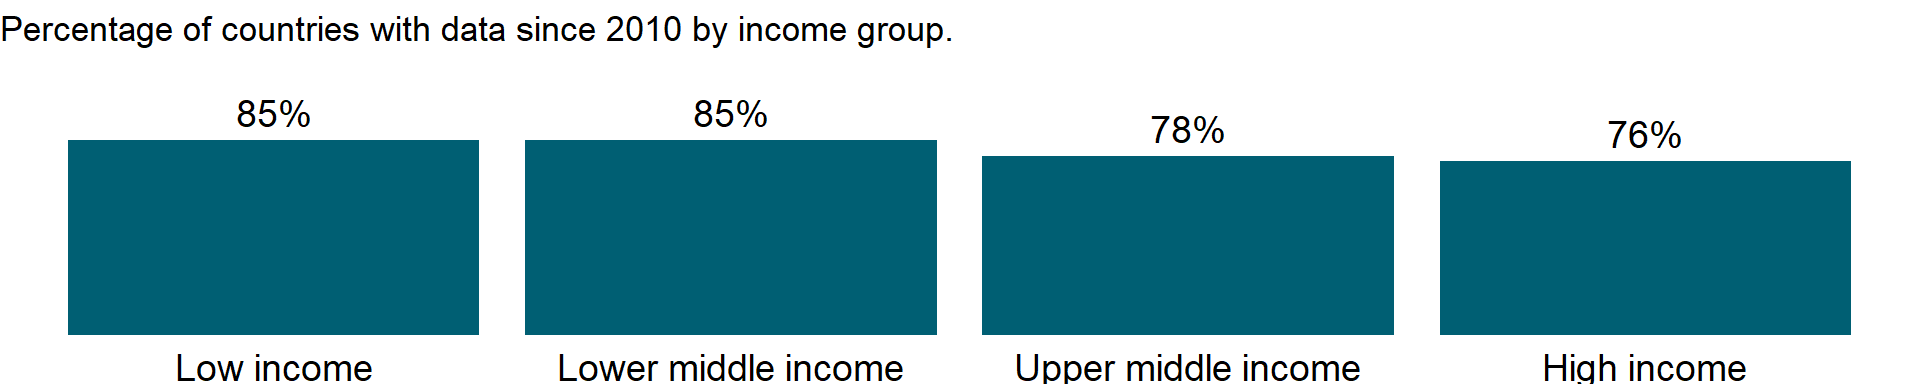 Percentage of countries with data since 2010 by income group.
85%
85%
78%
76%
Low income
Lower middle income
Upper middle income
High income